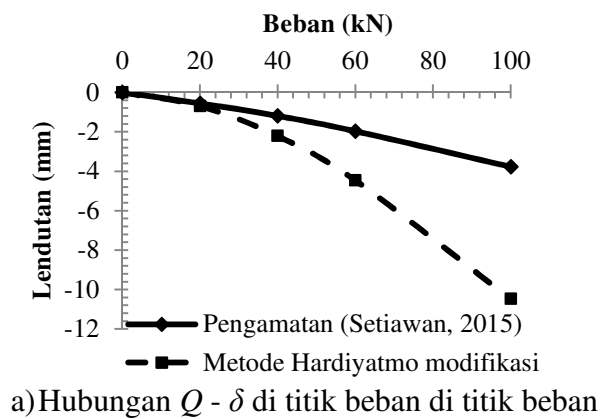 Beban (kN)
0 20 40 60 80 100
0
-2
-4
-6
-8
-10
-12
Lendutan (mm)
Pengamatan (Setiawan, 2015)
Metode Hardiyatmo modifikasi
a)Hubungan Q - δ di titik beban di titik beban